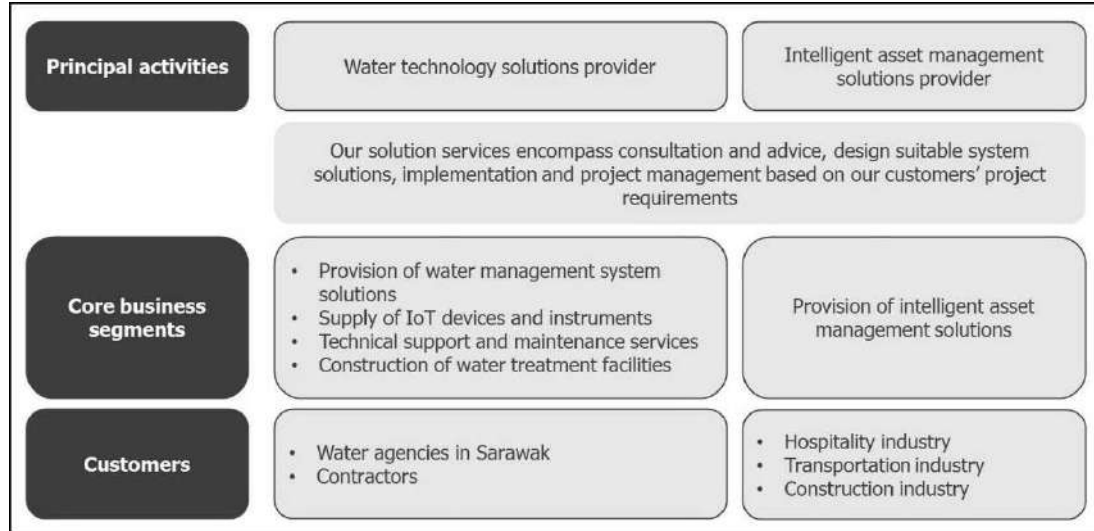 Principal activities
Water technology solutions provider
Intelligent asset management
solutions provider
Our solution services encompass consultation and advice, design suitable system
solutions, implementation and project management based on our customers’ project
requirements
Core business
segments
• Provision of water management system
solutions
• Supply of IoT devices and instruments
• Technical support and maintenance services
• Construction of water treatment facilities
Provision of intelligent asset
management solutions
Customers
• Water agencies in Sarawak
• Contractors
• Hospitality industry
• Transportation industry
• Construction industry